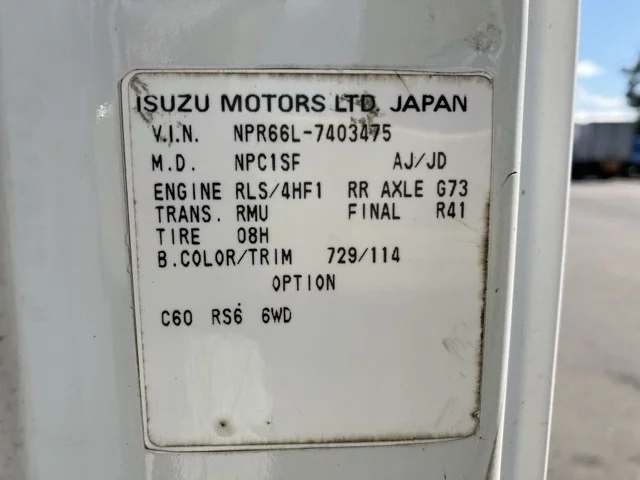 ISUZU MOTORS LTD. JAPAN
V.I.N. NPR66L-7403475
M.D. NPC1SF AJ/JD
ENGINE RLS/4HF1 RR AXLE G73
TRANS. RMU FINAL R41
TIRE 08H
B.COLOR/TRIM 729/114
OPTION
C60 RS6 6WD